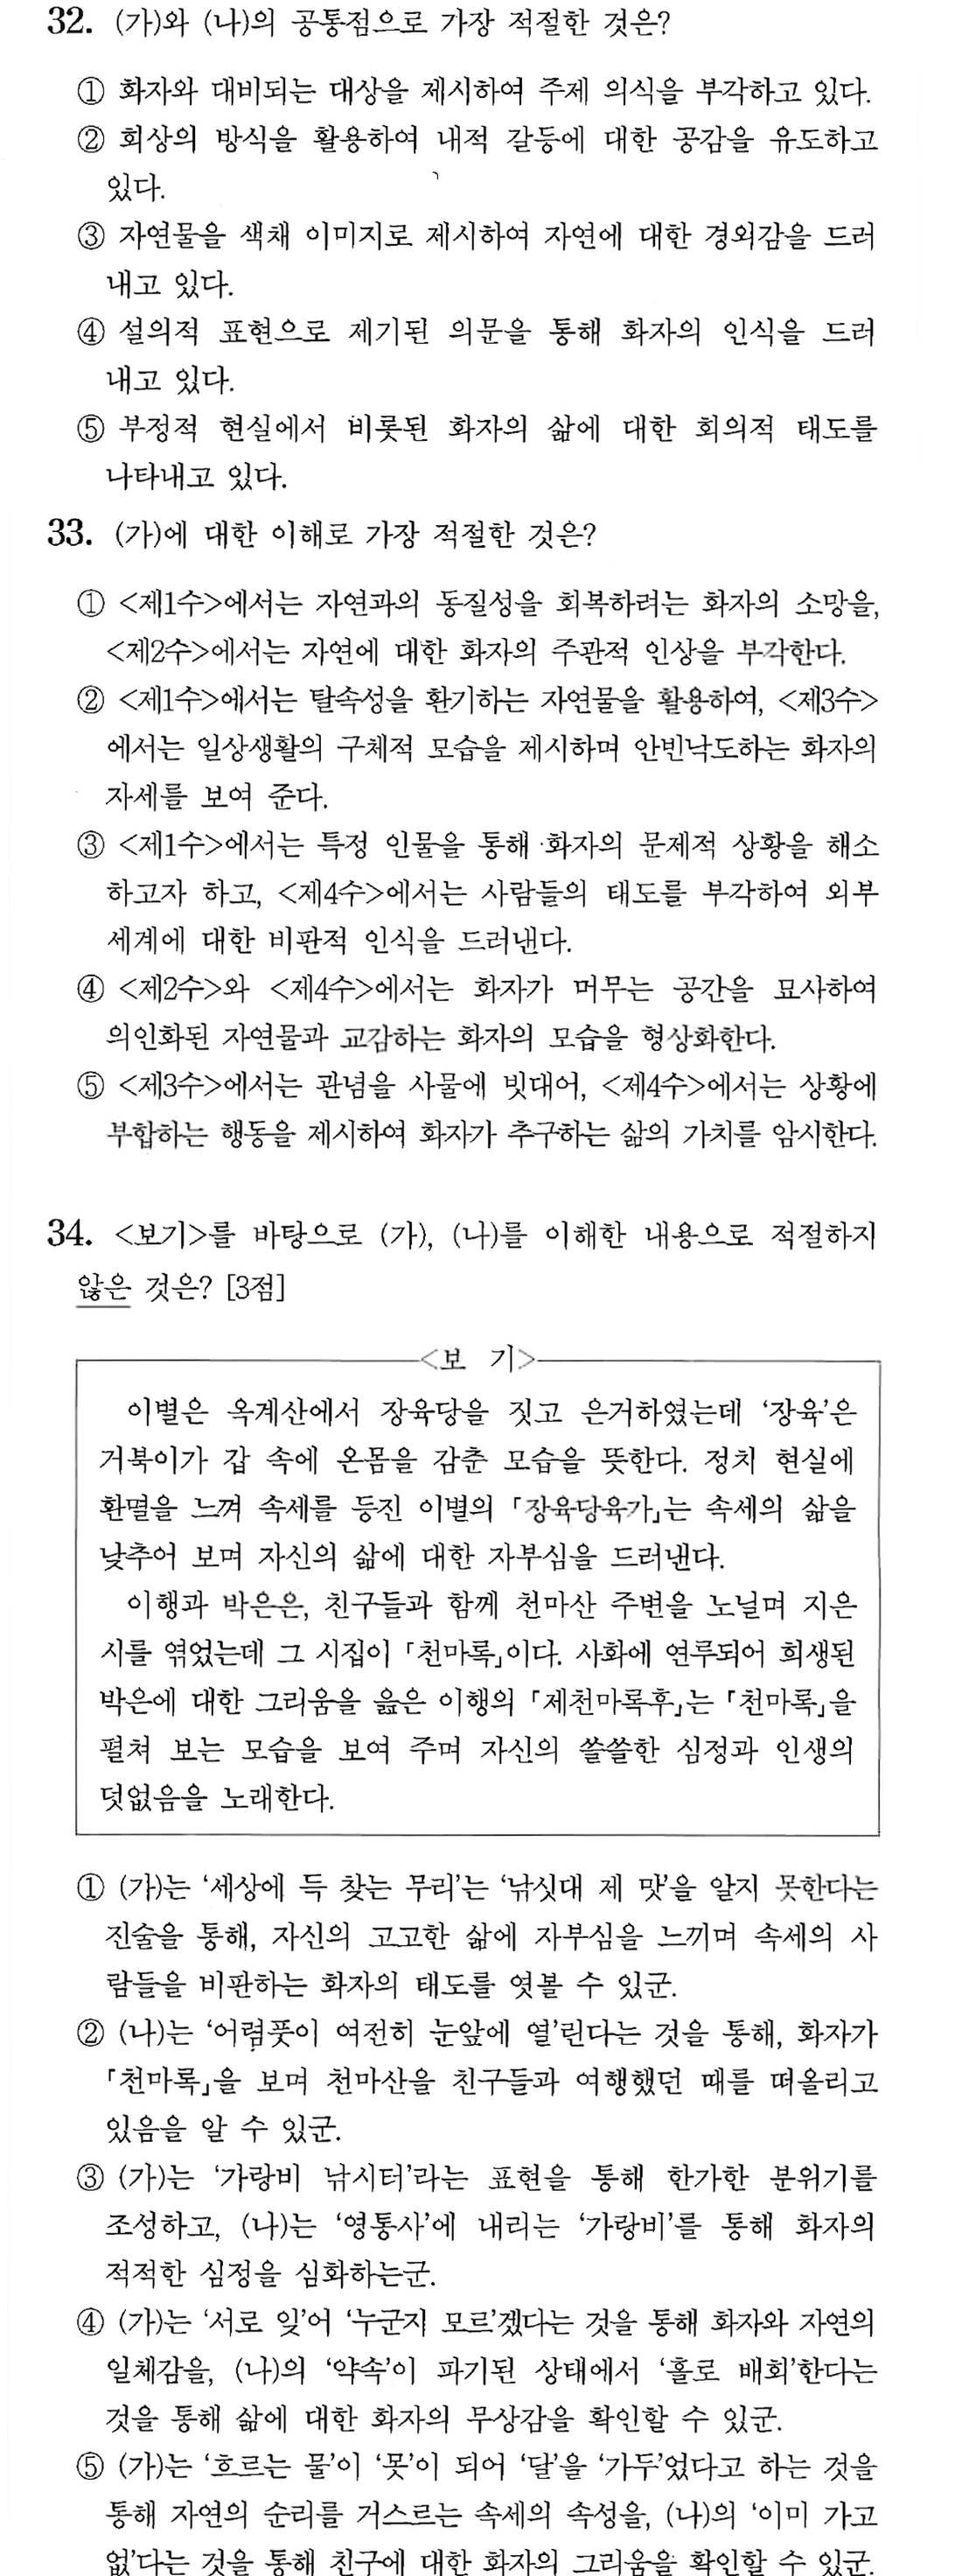 32. (가)와 (나)의 공통점으로 가장 적절한 것은?
① 화자와 대비되는 대상을 제시하여 주제 의식을 부각하고 있다.
② 회상의 방식을 활용하여 내적 갈등에 대한 공감을 유도하고
있다.
③ 자연물을 색채 이미지로 제시하여 자연에 대한 경외감을 드러
내고 있다.
④ 설의적 표현으로 제기된 의문을 통해 화자의 인식을 드러
내고 있다.
⑤ 부정적 현실에서 비롯된 화자의 삶에 대한 회의적 태도를
나타내고 있다.
33. (가)에 대한 이해로 가장 적절한 것은?
① <제1수>에서는 자연과의 동질성을 회복하려는 화자의 소망을,
<제2수>에서는 자연에 대한 화자의 주관적 인상을 부각한다.
② <제1수>에서는 탈속성을 환기하는 자연물을 활용하여, <제3수>
에서는 일상생활의 구체적 모습을 제시하며 안빈낙도하는 화자의
자세를 보여 준다.
③ <제1수>에서는 특정 인물을 통해 화자의 문제적 상황을 해소
하고자 하고, <제4수>에서는 사람들의 태도를 부각하여 외부
세계에 대한 비판적 인식을 드러낸다.
④ <제2수>와 <제4수>에서는 화자가 머무는 공간을 묘사하여
의인화된 자연물과 교감하는 화자의 모습을 형상화한다.
⑤ <제3수>에서는 관념을 사물에 빗대어, <제4수>에서는 상황에
부합하는 행동을 제시하여 화자가 추구하는 삶의 가치를 암시한다.
34. <보기>를 바탕으로 (가), (나)를 이해한 내용으로 적절하지
않은 것은? [3점]
<보 기>
이별은 옥계산에서 장육당을 짓고 은거하였는데 ‘장육’은
거북이가 갑 속에 온몸을 감춘 모습을 뜻한다. 정치 현실에
환멸을 느껴 속세를 등진 이별의 「장육당육가」는 속세의 삶을
낮추어 보며 자신의 삶에 대한 자부심을 드러낸다.
이행과 박은은, 친구들과 함께 천마산 주변을 노닐며 지은
시를 엮었는데 그 시집이 「천마록」이다. 사화에 연루되어 희생된
박은에 대한 그리움을 읊은 이행의 「제천마록후」는 「천마록」을
펼쳐 보는 모습을 보여 주며 자신의 쓸쓸한 심정과 인생의
덧없음을 노래한다.
① (가)는 ‘세상에 득 찾는 무리’는 ‘낚싯대 제 맛’을 알지 못한다는
진술을 통해, 자신의 고고한 삶에 자부심을 느끼며 속세의 사
람들을 비판하는 화자의 태도를 엿볼 수 있군.
② (나)는 ‘어렴풋이 여전히 눈앞에 열’린다는 것을 통해, 화자가
「천마록」을 보며 천마산을 친구들과 여행했던 때를 떠올리고
있음을 알 수 있군.
③ (가)는 ‘가랑비 낚시터’라는 표현을 통해 한가한 분위기를
조성하고, (나)는 ‘영통사’에 내리는 ‘가랑비’를 통해 화자의
적적한 심정을 심화하는군.
④ (가)는 ‘서로 잊’어 ‘누군지 모르’겠다는 것을 통해 화자와 자연의
일체감을, (나)의 ‘약속’이 파기된 상태에서 ‘홀로 배회’한다는
것을 통해 삶에 대한 화자의 무상감을 확인할 수 있군.
⑤ (가)는 ‘흐르는 물’이 ‘못’이 되어 ‘달’을 ‘가두’었다고 하는 것을
통해 자연의 순리를 거스르는 속세의 속성을, (나)의 ‘이미 가고
없’다는 것을 통해 친구에 대한 화자의 그리움을 확인할 수 있군.